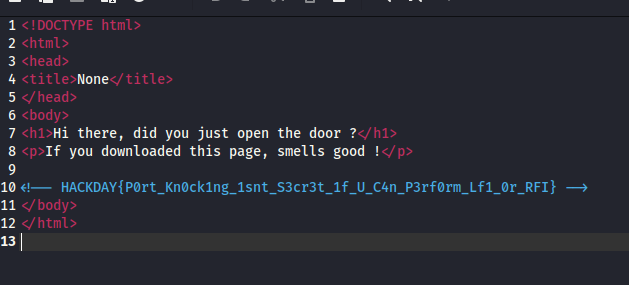 1 <!DOCTYPE html>
2 <html>
3 <head>
4 <title>None</title>
5 </head>
6 <body>
7 <h1>Hi there, did you just open the door ?</h1>
8 <p>If you downloaded this page, smells good !</p>
9
10 <!-- HACKDAY{P0rt_Kn0ck1ng_1snt_S3cr3t_1f_U_C4n_P3rf0rm_Lf1_0r_RFI} -->
11 </body>
12 </html>
13